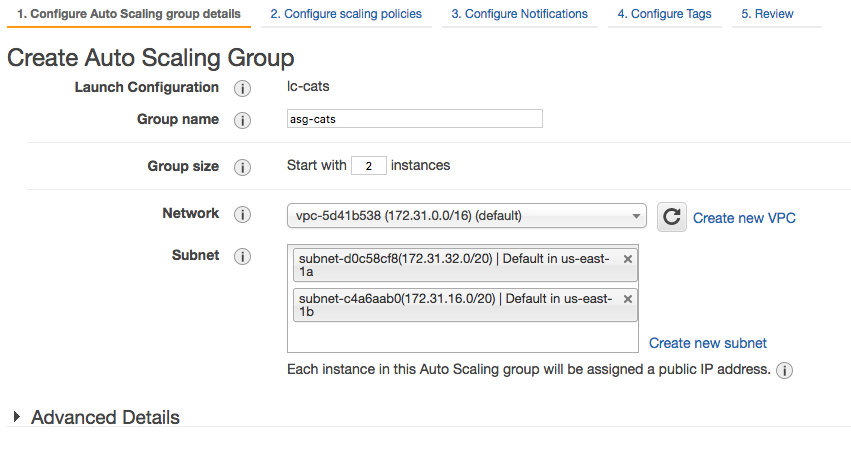 1. Configure Auto Scaling group details 2. Configure scaling policies 3. Configure Notifications 4. Configure Tags 5. Review
Create Auto Scaling Group
Launch Configuration i lc-cats
Group name i asg-cats
Group size i Start with 2 instances
Network i vpc-5d41b538 (172.31.0.0/16) (default) Create new VPC
Subnet i subnet-d0c58cf8(172.31.32.0/20) | Default in us-east-
1a
subnet-c4a6aab0(172.31.16.0/20) | Default in us-east-
1b
Create new subnet
Each instance in this Auto Scaling group will be assigned a public IP address. i
Advanced Details